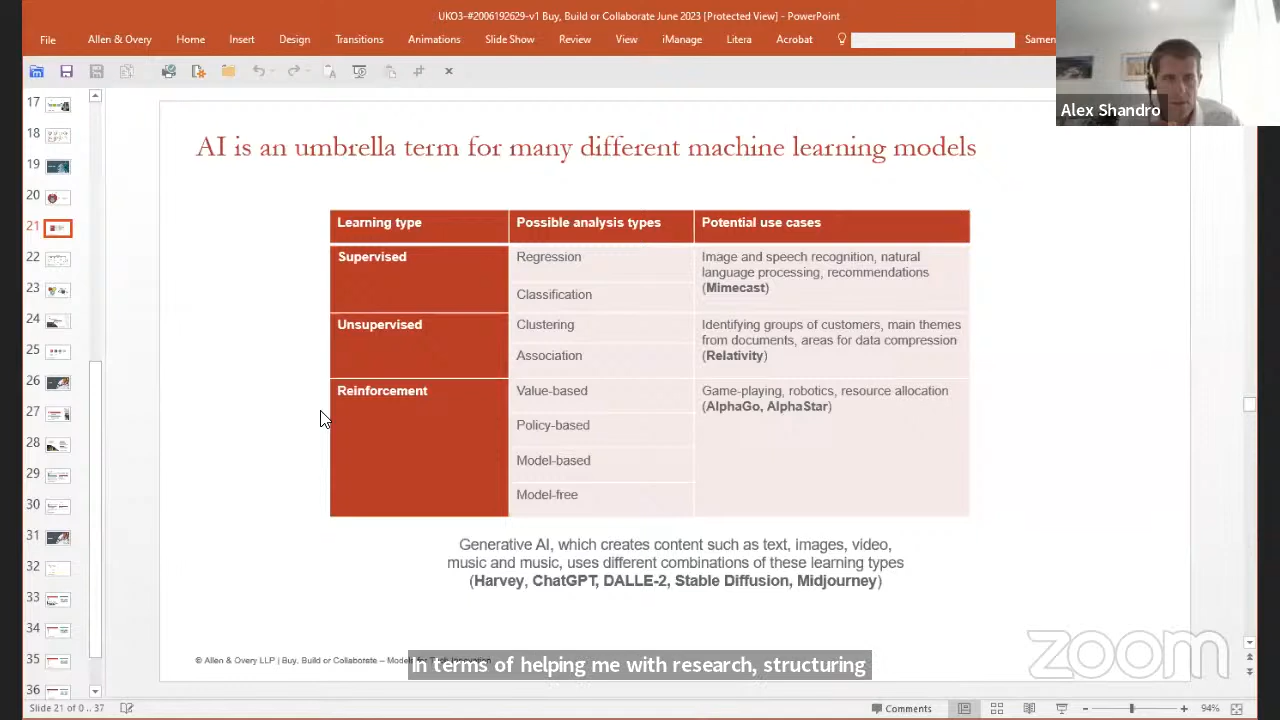 UKO3-#2006192629-v1 Buy, Build or Collaborate June 2023 [Protected View] - PowerPoint
File Allen & Overy Home Insert Design Transitions Animations Slide Show Review View iManage Litera Acrobat Samen
Alex Shandro
17
18
19
20
21
22
23
24
25
26
27
28
29
30
31
32
33
34
35
36
AI is an umbrella term for many different machine learning models
Learning type Possible analysis types Potential use cases
Supervised
Regression
Classification
Image and speech recognition, natural
language processing, recommendations
(Mimecast)
Unsupervised
Clustering
Association
Identifying groups of customers, main themes
from documents, areas for data compression
(Relativity)
Reinforcement
Value-based
Policy-based
Model-based
Model-free
Game-playing, robotics, resource allocation
(AlphaGo, AlphaStar)
Generative AI, which creates content such as text, images, video,
music and music, uses different combinations of these learning types
(Harvey, ChatGPT, DALLE-2, Stable Diffusion, Midjourney)
© Allen & Overy LLP | Buy, Build or Collaborate –
In terms of helping me with research, structuring
zoom
Slide 21 of 0 .. 37 Comments 94%